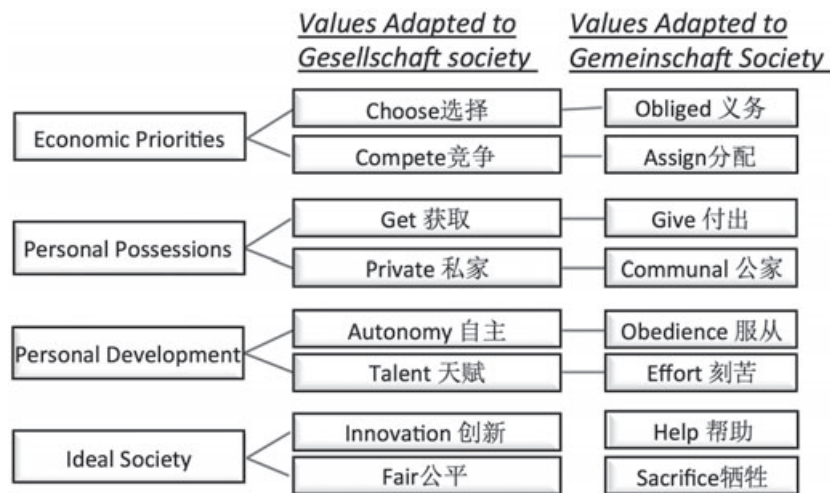 Values Adapted to
Gesellschaft society
Values Adapted to
Gemeinschaft Society
Economic Priorities
Choose选择
Obliged 义务
Compete竞争
Assign分配
Personal Possessions
Get 获取
Give 付出
Private 私家
Communal 公家
Personal Development
Autonomy 自主
Obedience 服从
Talent 天赋
Effort 刻苦
Ideal Society
Innovation 创新
Help 帮助
Fair公平
Sacrifice牺牲